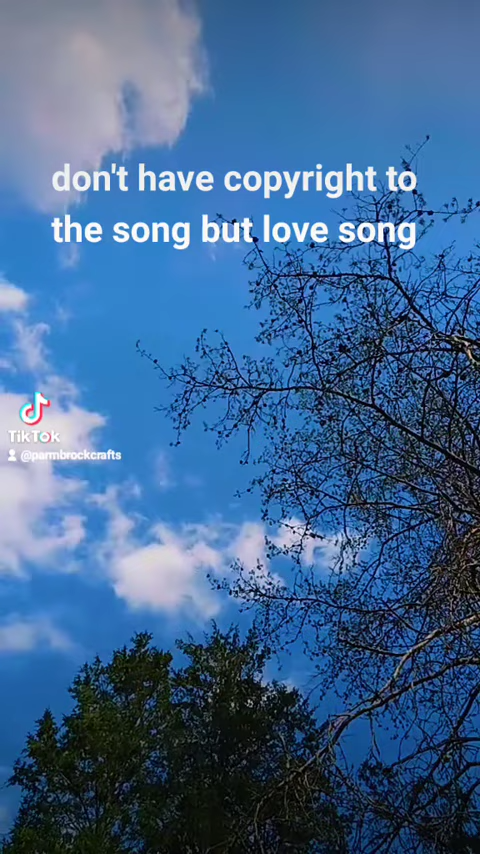 don't have copyright to
the song but love song
TikTok
@parmbrockcrafts